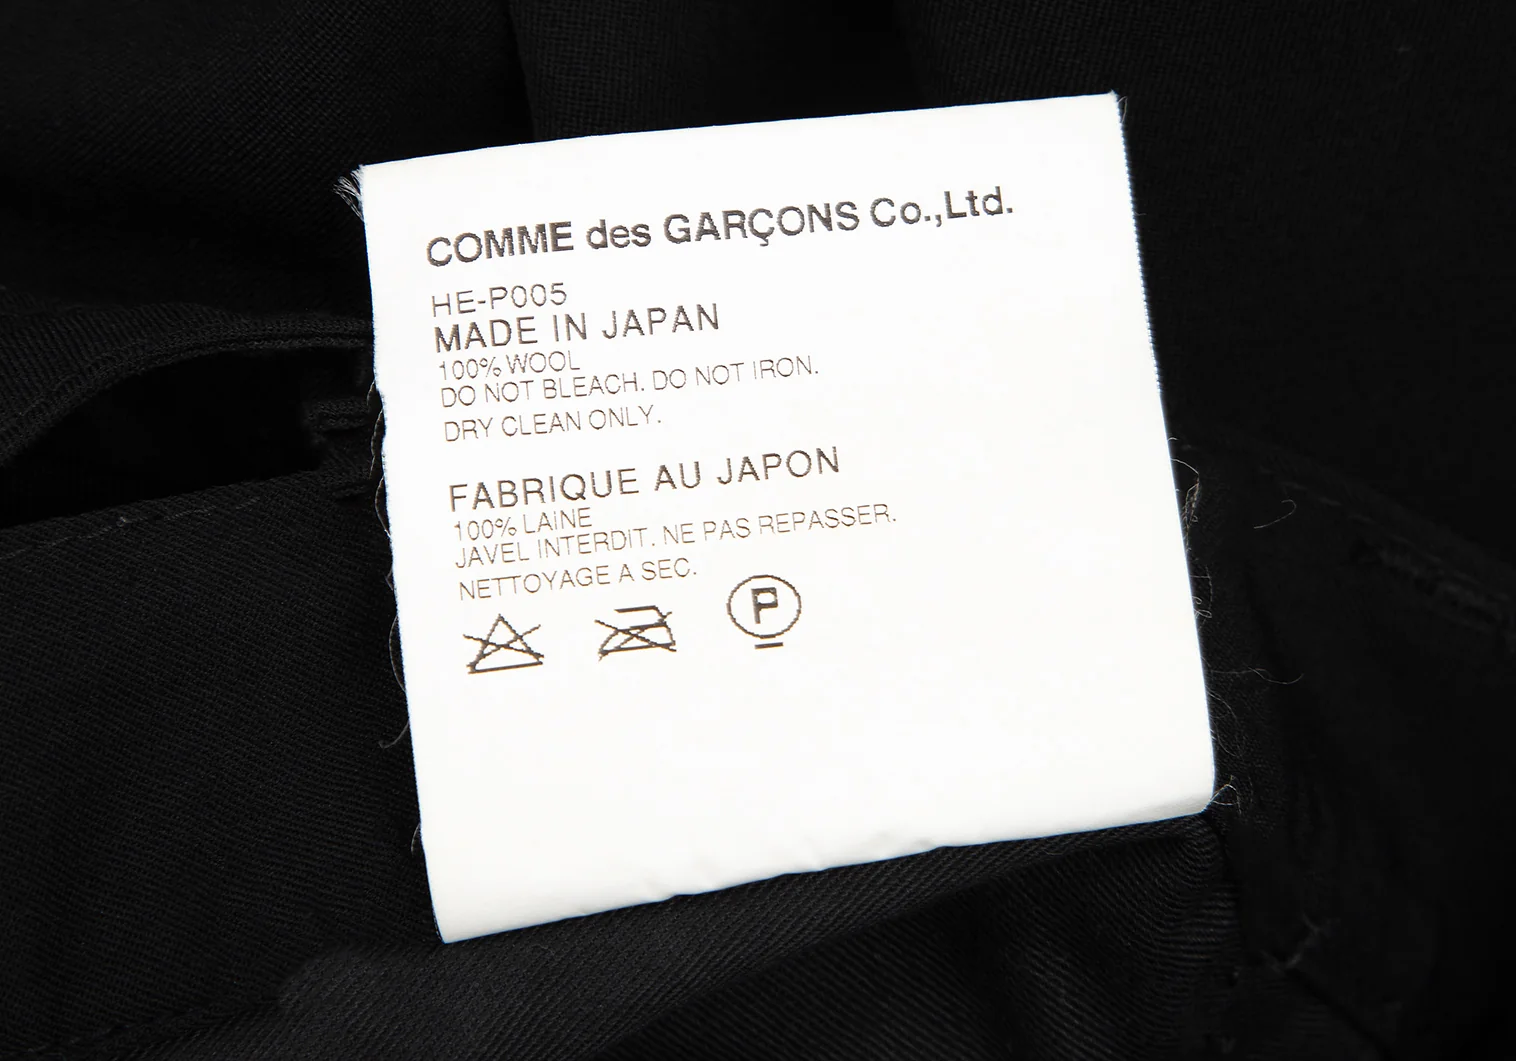 COMME des GARÇONS Co.,Ltd.
HE-P005
MADE IN JAPAN
100% WOOL
DO NOT BLEACH. DO NOT IRON.
DRY CLEAN ONLY.
FABRIQUE AU JAPON
100% LAINE
JAVEL INTERDIT. NE PAS REPASSER.
NETTOYAGE A SEC.
P